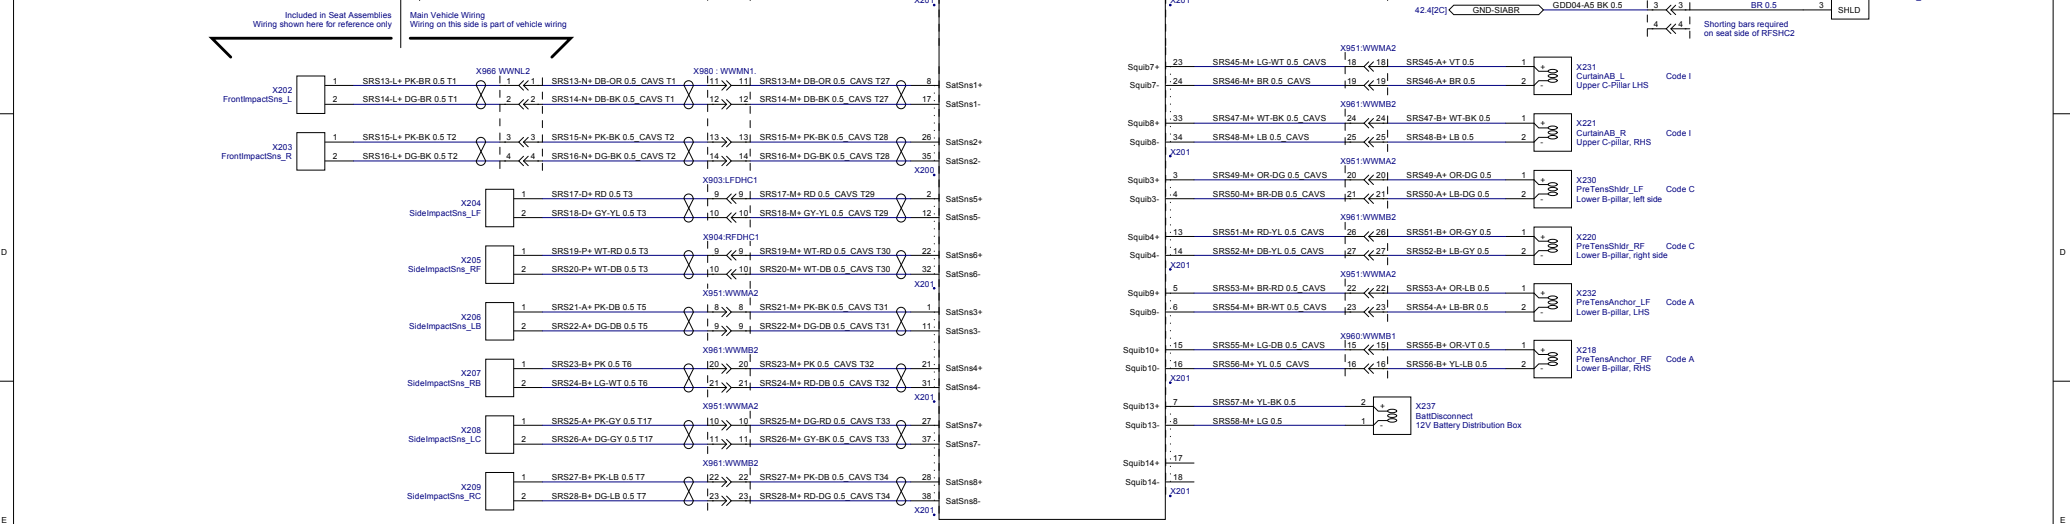 X201
X201
42.4[2C] GND-SIABR GDD04-A5 BK 0.5 3 3 BR 0.5 3 SHLD
4 4 Shorting bars required
on seat side of RFSHC2
Included in Seat Assemblies
Wiring shown here for reference only
Main Vehicle Wiring
Wiring on this side is part of vehicle wiring
X966 WWNL2 X980 : WWMN1.
X202
FrontImpactSns_L
1 SRS13-L+ PK-BR 0.5 T1 1 1 SRS13-N+ DB-OR 0.5_CAVS T1 11 11 SRS13-M+ DB-OR 0.5_CAVS T27 8 SatSns1+
2 SRS14-L+ DG-BR 0.5 T1 2 2 SRS14-N+ DB-BK 0.5_CAVS T1 12 12 SRS14-M+ DB-BK 0.5_CAVS T27 17 SatSns1-
X203
FrontImpactSns_R
1 SRS15-L+ PK-BK 0.5 T2 3 3 SRS15-N+ PK-BK 0.5_CAVS T2 13 13 SRS15-M+ PK-BK 0.5_CAVS T28 26 SatSns2+
2 SRS16-L+ DG-BK 0.5 T2 4 4 SRS16-N+ DG-BK 0.5_CAVS T2 14 14 SRS16-M+ DG-BK 0.5_CAVS T28 35 SatSns2-
X200
X903:LFDHC1
X204
SideImpactSns_LF
1 SRS17-D+ RD 0.5 T3 9 9 SRS17-M+ RD 0.5_CAVS T29 2 SatSns5+
2 SRS18-D+ GY-YL 0.5 T3 10 10 SRS18-M+ GY-YL 0.5_CAVS T29 12 SatSns5-
X904:RFDHC1
X205
SideImpactSns_RF
1 SRS19-P+ WT-RD 0.5 T3 9 9 SRS19-M+ WT-RD 0.5_CAVS T30 22 SatSns6+
2 SRS20-P+ WT-DB 0.5 T3 10 10 SRS20-M+ WT-DB 0.5_CAVS T30 32 SatSns6-
X201
X951:WWMA2
X206
SideImpactSns_LB
1 SRS21-A+ PK-DB 0.5 T5 8 8 SRS21-M+ PK-BK 0.5_CAVS T31 1 SatSns3+
2 SRS22-A+ DG-DB 0.5 T5 9 9 SRS22-M+ DG-DB 0.5_CAVS T31 11 SatSns3-
X961:WWMB2
X207
SideImpactSns_RB
1 SRS23-B+ PK 0.5 T6 20 20 SRS23-M+ PK 0.5_CAVS T32 21 SatSns4+
2 SRS24-B+ LG-WT 0.5 T6 21 21 SRS24-M+ RD-DB 0.5_CAVS T32 31 SatSns4-
X201
X951:WWMA2
X208
SideImpactSns_LC
1 SRS25-A+ PK-GY 0.5 T17 10 10 SRS25-M+ DG-RD 0.5_CAVS T33 27 SatSns7+
2 SRS26-A+ DG-GY 0.5 T17 11 11 SRS26-M+ GY-BK 0.5_CAVS T33 37 SatSns7-
X961:WWMB2
X209
SideImpactSns_RC
1 SRS27-B+ PK-LB 0.5 T7 22 22 SRS27-M+ PK-DB 0.5_CAVS T34 28 SatSns8+
2 SRS28-B+ DG-LB 0.5 T7 23 23 SRS28-M+ RD-DG 0.5_CAVS T34 38 SatSns8-
X201
X951:WWMA2
Squib7+ 23 SRS45-M+ LG-WT 0.5_CAVS 18 18 SRS45-A+ VT 0.5 1 +
Squib7- 24 SRS46-M+ BR 0.5_CAVS 19 19 SRS46-A+ BR 0.5 2 -
X231
CurtainAB_L Code I
Upper C-Pillar LHS
X961:WWMB2
Squib8+ 33 SRS47-M+ WT-BK 0.5_CAVS 24 24 SRS47-B+ WT-BK 0.5 1 +
Squib8- 34 SRS48-M+ LB 0.5_CAVS 25 25 SRS48-B+ LB 0.5 2 -
X221
CurtainAB_R Code I
Upper C-pillar, RHS
X201
X951:WWMA2
Squib3+ 3 SRS49-M+ OR-DG 0.5_CAVS 20 20 SRS49-A+ OR-DG 0.5 1 +
Squib3- 4 SRS50-M+ BR-DB 0.5_CAVS 21 21 SRS50-A+ LB-DG 0.5 2 -
X230
PreTensShldr_LF Code C
Lower B-pillar, left side
X961:WWMB2
Squib4+ 13 SRS51-M+ RD-YL 0.5_CAVS 26 26 SRS51-B+ OR-GY 0.5 1 +
Squib4- 14 SRS52-M+ DB-YL 0.5_CAVS 27 27 SRS52-B+ LB-GY 0.5 2 -
X220
PreTensShldr_RF Code C
Lower B-pillar, right side
X201
X951:WWMA2
Squib9+ 5 SRS53-M+ BR-RD 0.5_CAVS 22 22 SRS53-A+ OR-LB 0.5 1 +
Squib9- 6 SRS54-M+ BR-WT 0.5_CAVS 23 23 SRS54-A+ LB-BR 0.5 2 -
X232
PreTensAnchor_LF Code A
Lower B-pillar, LHS
X960:WWMB1
Squib10+ 15 SRS55-M+ LG-DB 0.5_CAVS 15 15 SRS55-B+ OR-VT 0.5 1 +
Squib10- 16 SRS56-M+ YL 0.5_CAVS 16 16 SRS56-B+ YL-LB 0.5 2 -
X218
PreTensAnchor_RF Code A
Lower B-pillar, RHS
X201
Squib13+ 7 SRS57-M+ YL-BK 0.5 2 +
Squib13- 8 SRS58-M+ LG 0.5 1 -
X237
BattDisconnect
12V Battery Distribution Box
Squib14+ 17
Squib14- 18
X201
D D
E E